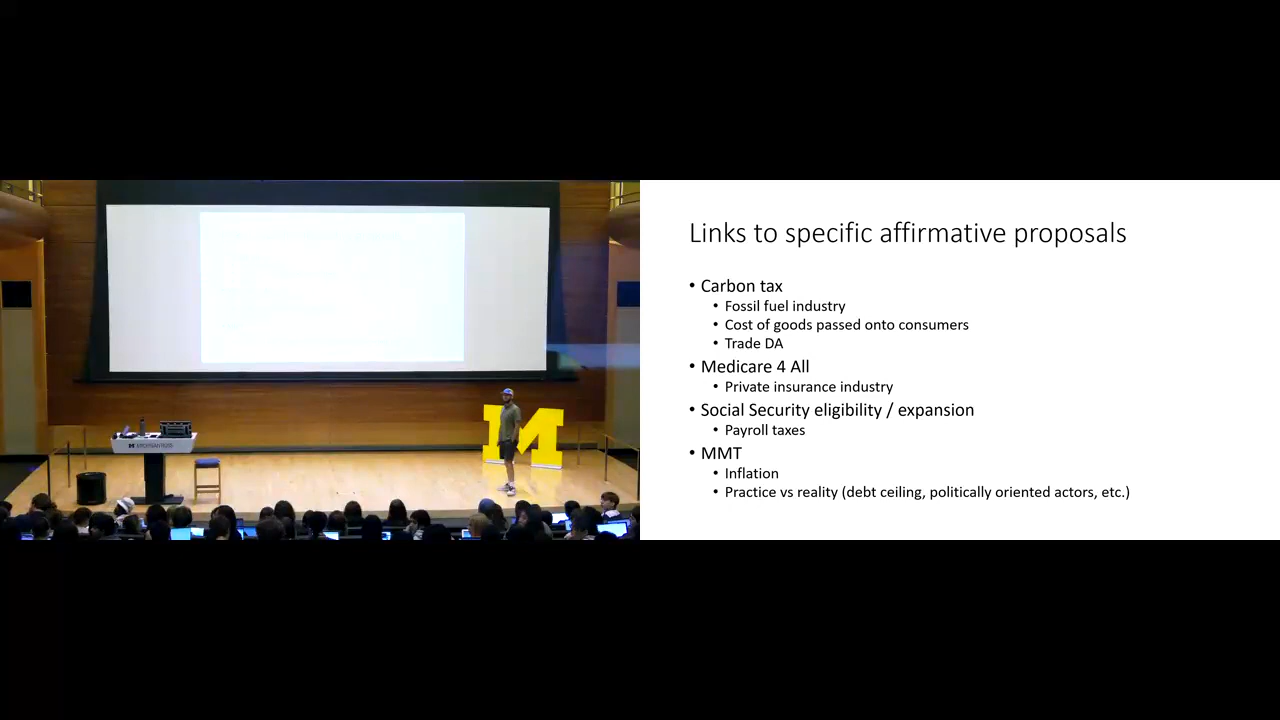 M
M MICHIGAN
Links to specific affirmative proposals
• Carbon tax
• Fossil fuel industry
• Cost of goods passed onto consumers
• Trade DA
• Medicare 4 All
• Private insurance industry
• Social Security eligibility / expansion
• Payroll taxes
• MMT
• Inflation
• Practice vs reality (debt ceiling, politically oriented actors, etc.)